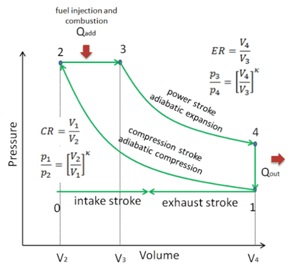 fuel injection and
combustion
Qadd
2
3
ER = V4/V3
p3/p4 = [V4/V3]^κ
power stroke
adiabatic expansion
CR = V1/V2
p1/p2 = [V2/V1]^κ
compression stroke
adiabatic compression
4
Qout
Pressure
intake stroke
exhaust stroke
0
1
V2
V3
Volume
V4